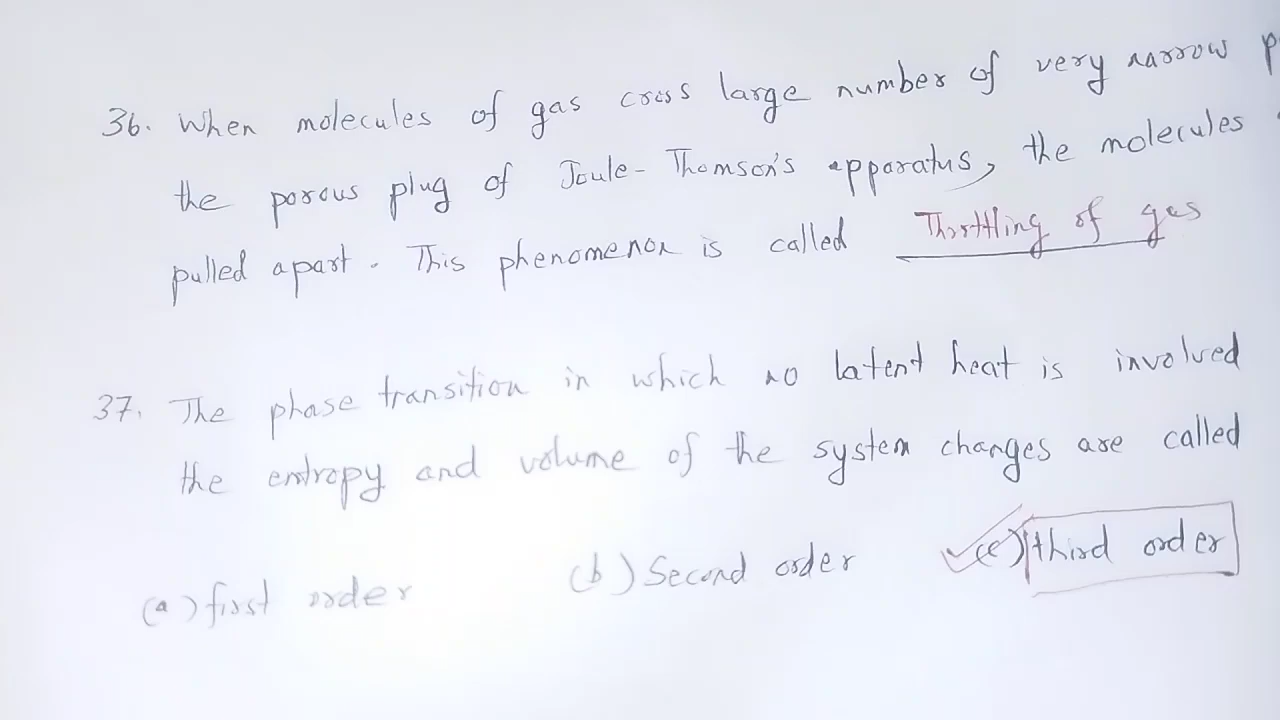 36. When molecules of gas cross large number of very narrow
the porous plug of Joule-Thomson's apparatus, the molecules
pulled apart. This phenomenon is called Throttling of gas
37. The phase transition in which no latent heat is involved
the entropy and volume of the system changes are called
(a) first order (b) Second order (c) third order